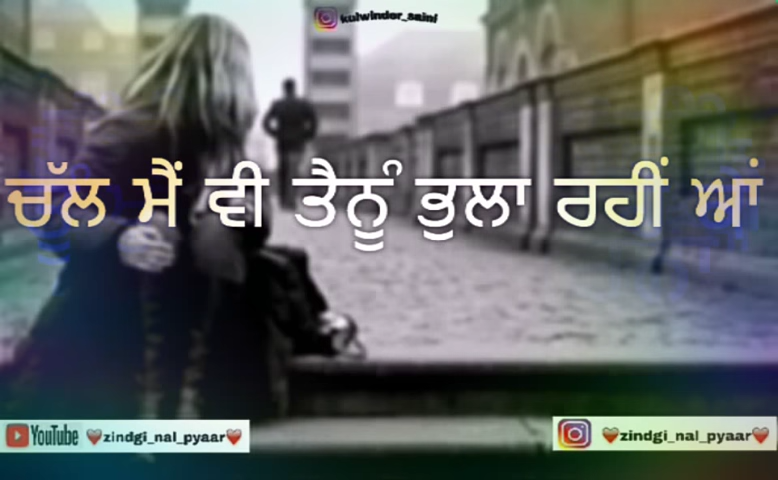 kulwinder_saini
ਚੱਲ ਮੈਂ ਵੀ ਤੈਨੂੰ ਭੁਲਾ ਰਹੀਂ ਆਂ
YouTube ❤zindgi_nal_pyaar❤
❤zindgi_nal_pyaar❤